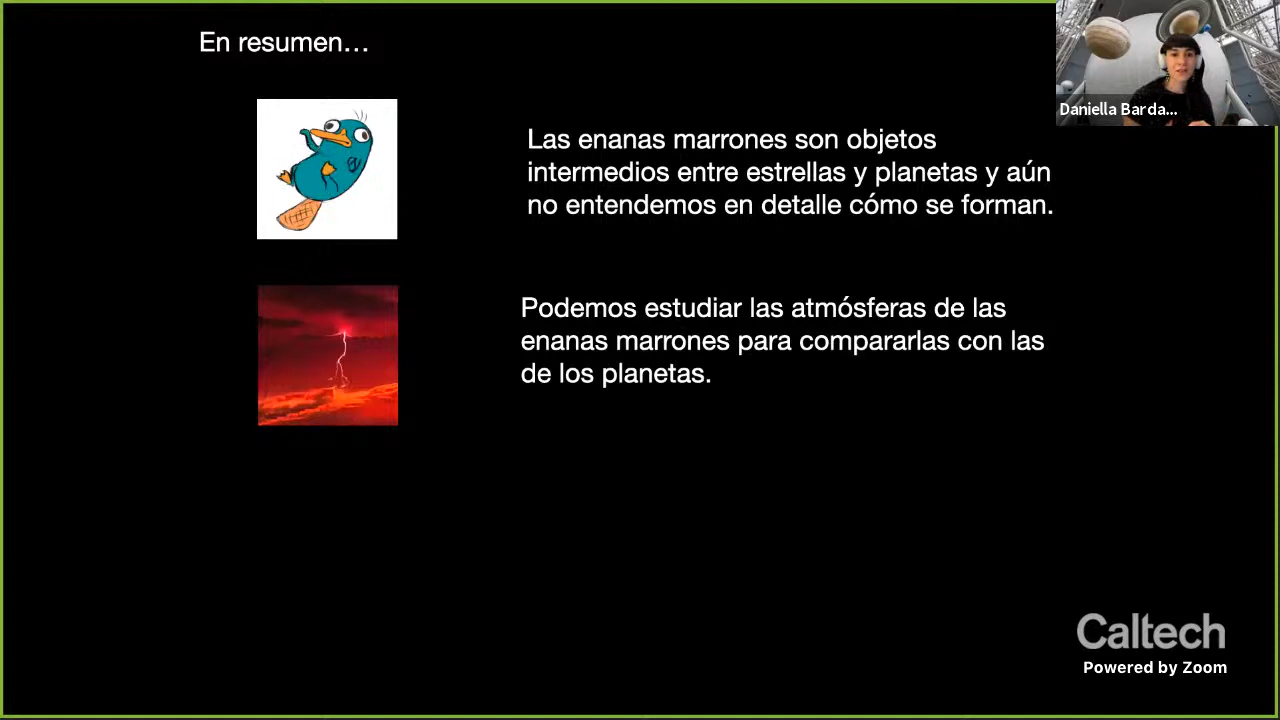 En resumen...
Daniella Barda...
Las enanas marrones son objetos
intermedios entre estrellas y planetas y aún
no entendemos en detalle cómo se forman.
Podemos estudiar las atmósferas de las
enanas marrones para compararlas con las
de los planetas.
Caltech
Powered by Zoom